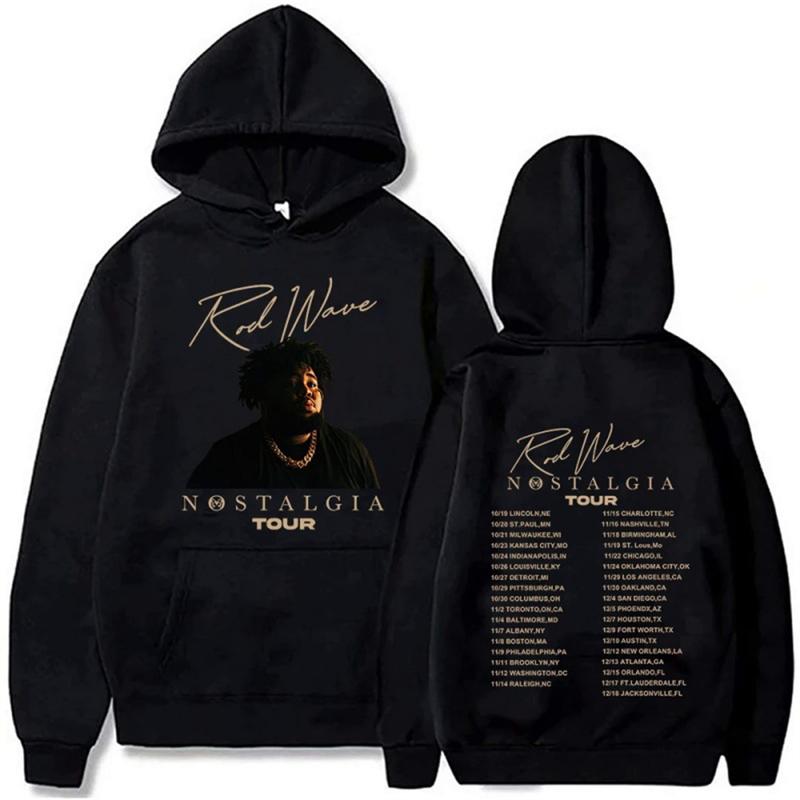 Rod Wave
NOSTALGIA
TOUR
Rod Wave
NOSTALGIA
TOUR
10/19 LINCOLN,NE
10/20 ST.PAUL,MN
10/21 MILWAUKEE,WI
10/23 KANSAS CITY,MO
10/24 INDIANAPOLIS,IN
10/26 LOUISVILLE,KY
10/27 DETROIT,MI
10/29 PITTSBURGH,PA
10/30 COLUMBUS,OH
11/2 TORONTO,ON,CA
11/4 BALTIMORE,MD
11/7 ALBANY,NY
11/8 BOSTON,MA
11/9 PHILADELPHIA,PA
11/11 BROOKLYN,NY
11/12 WASHINGTON,DC
11/14 RALEIGH,NC
11/15 CHARLOTTE,NC
11/16 NASHVILLE,TN
11/18 BIRMINGHAM,AL
11/19 ST. Lous,Mo
11/22 CHICAGO,IL
11/24 OKLAHOMA CITY,OK
11/29 LOS ANGELES,CA
11/30 OAKLAND,CA
12/4 SAN DIEGO,CA
12/5 PHOENDX,AZ
12/7 HOUSTON,TX
12/9 FORT WORTH,TX
13/10 AUSTIN,TX
12/12 NEW ORLEANS,LA
12/13 ATLANTA,GA
12/15 ORLANDO,FL
12/17 FT.LAUDERDALE,FL
12/18 JACKSONVILLE,FL